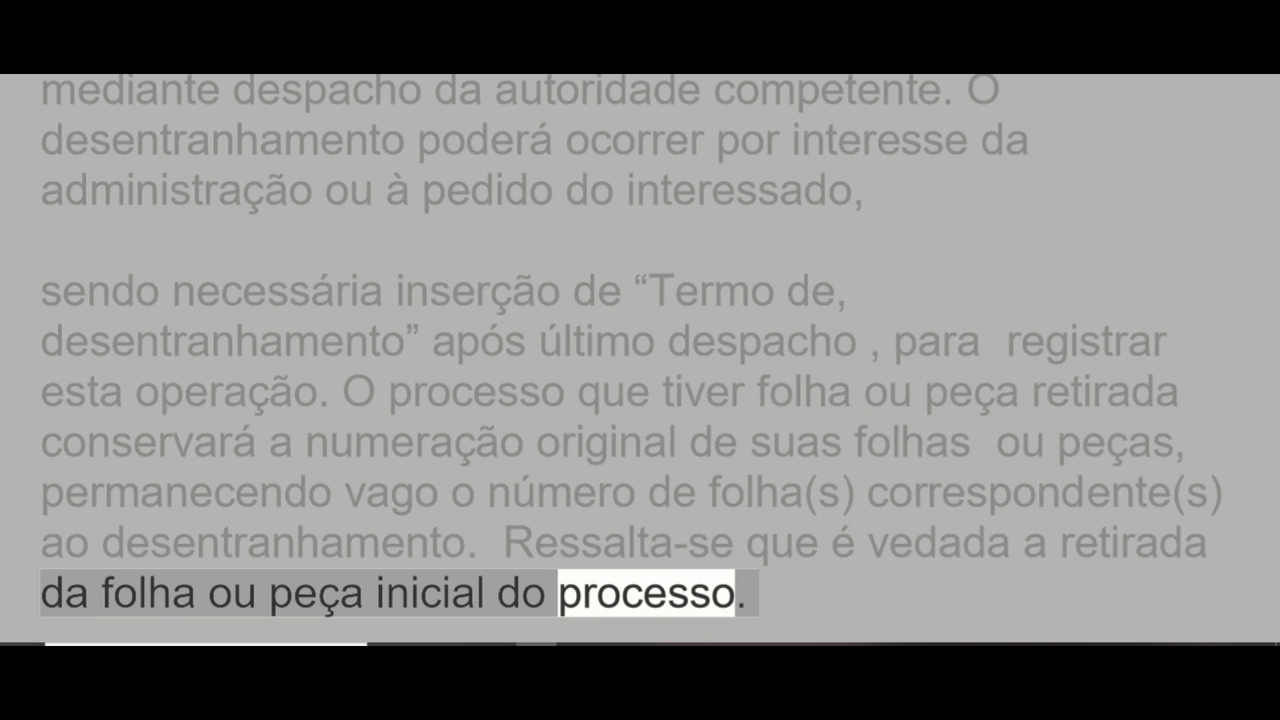 mediante despacho da autoridade competente. O
desentranhamento poderá ocorrer por interesse da
administração ou à pedido do interessado,
sendo necessária inserção de “Termo de,
desentranhamento” após último despacho , para  registrar
esta operação. O processo que tiver folha ou peça retirada
conservará a numeração original de suas folhas  ou peças,
permanecendo vago o número de folha(s) correspondente(s)
ao desentranhamento.  Ressalta-se que é vedada a retirada
da folha ou peça inicial do processo.